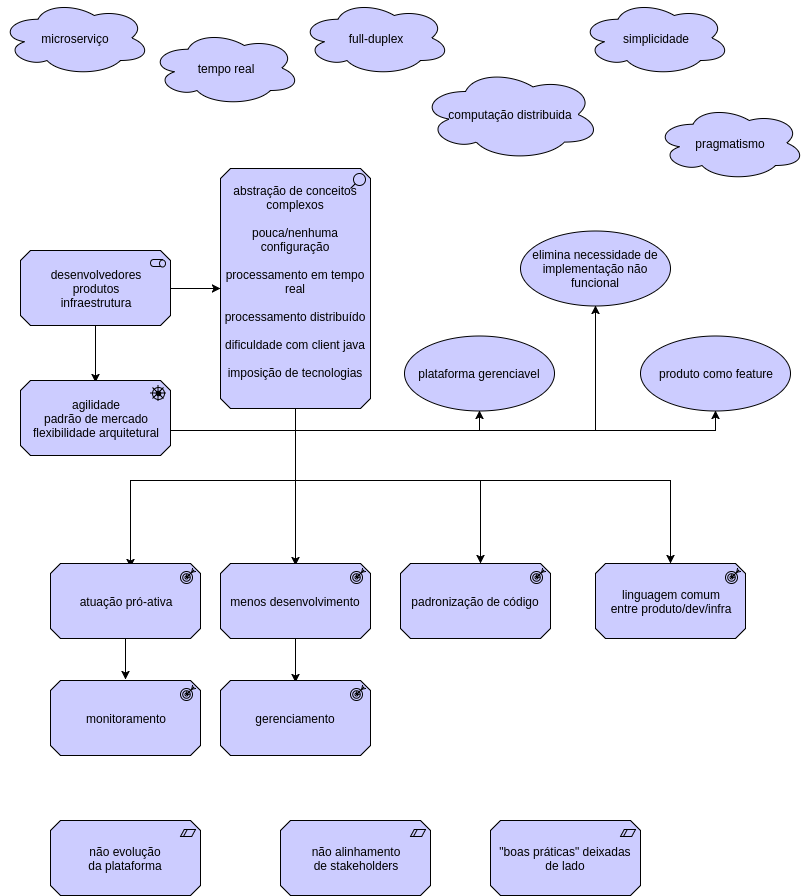 microserviço
tempo real
full-duplex
computação distribuida
simplicidade
pragmatismo
abstração de conceitos
complexos
pouca/nenhuma
configuração
processamento em tempo
real
processamento distribuído
dificuldade com client java
imposição de tecnologias
desenvolvedores
produtos
infraestrutura
agilidade
padrão de mercado
flexibilidade arquitetural
elimina necessidade de
implementação não
funcional
plataforma gerenciavel
produto como feature
atuação pró-ativa
menos desenvolvimento
padronização de código
linguagem comum
entre produto/dev/infra
monitoramento
gerenciamento
não evolução
da plataforma
não alinhamento
de stakeholders
"boas práticas" deixadas
de lado